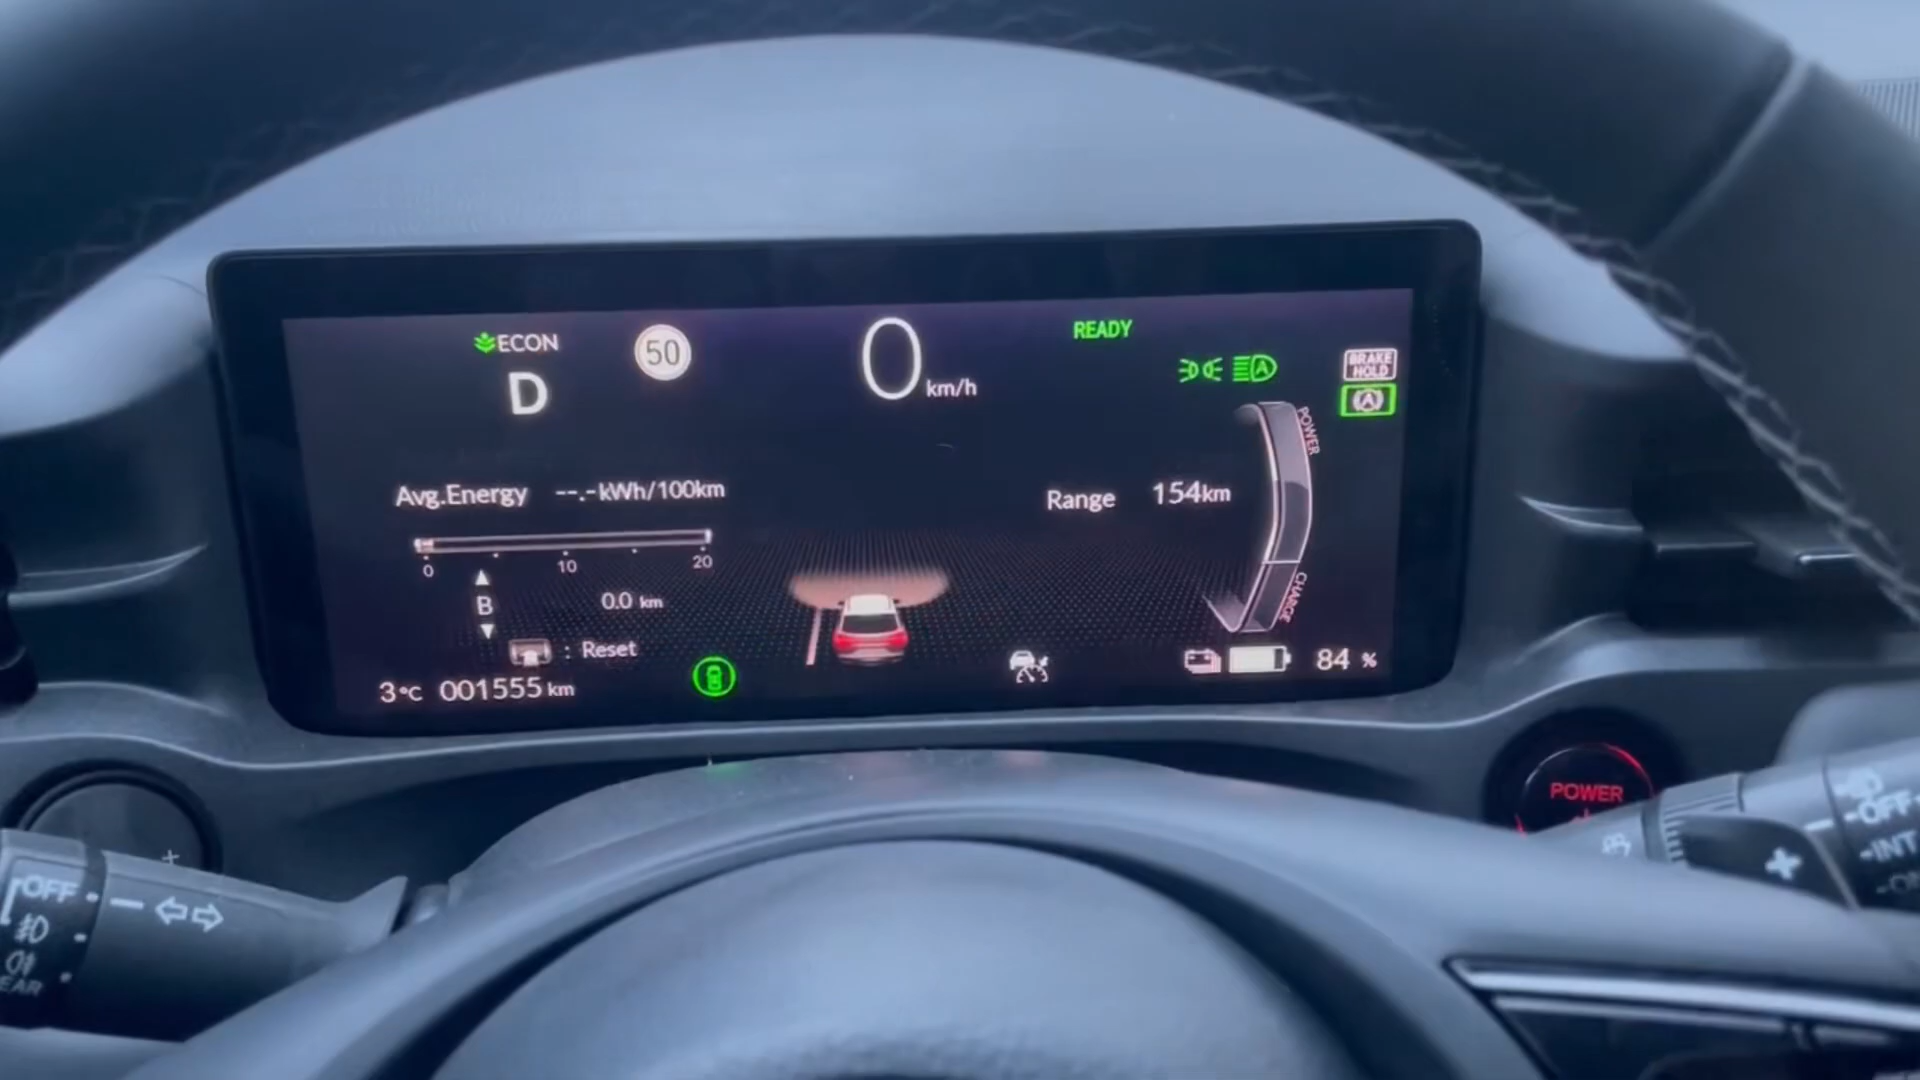 ECON
D
50
0 km/h
READY
A
BRAKE
HOLD
A
POWER
Avg.Energy --.-kWh/100km
Range 154km
0 10 20
B
0.0 km
: Reset
CHARGE
3°C 001555 km
84 %
POWER
OFF
OFF
INT